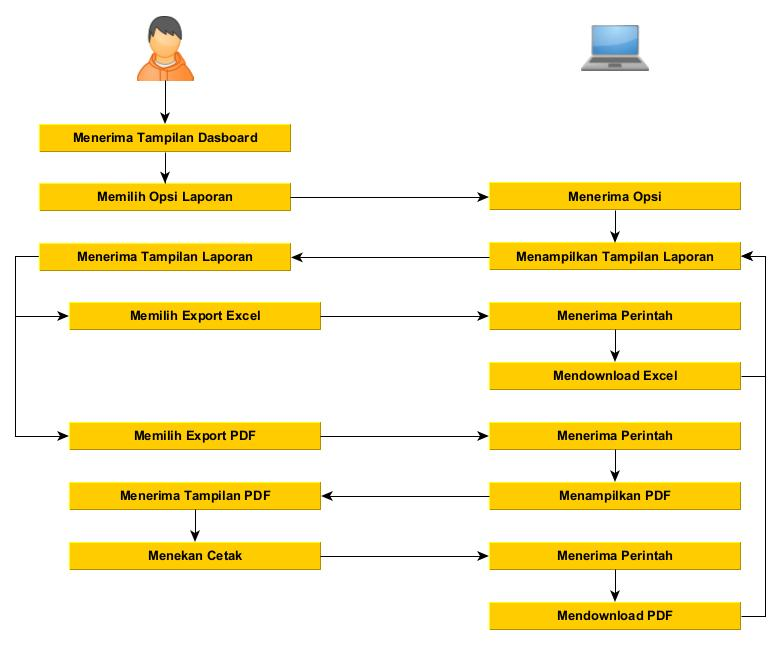 Menerima Tampilan Dasboard
Memilih Opsi Laporan
Menerima Opsi
Menerima Tampilan Laporan
Menampilkan Tampilan Laporan
Memilih Export Excel
Menerima Perintah
Mendownload Excel
Memilih Export PDF
Menerima Perintah
Menerima Tampilan PDF
Menampilkan PDF
Menekan Cetak
Menerima Perintah
Mendownload PDF